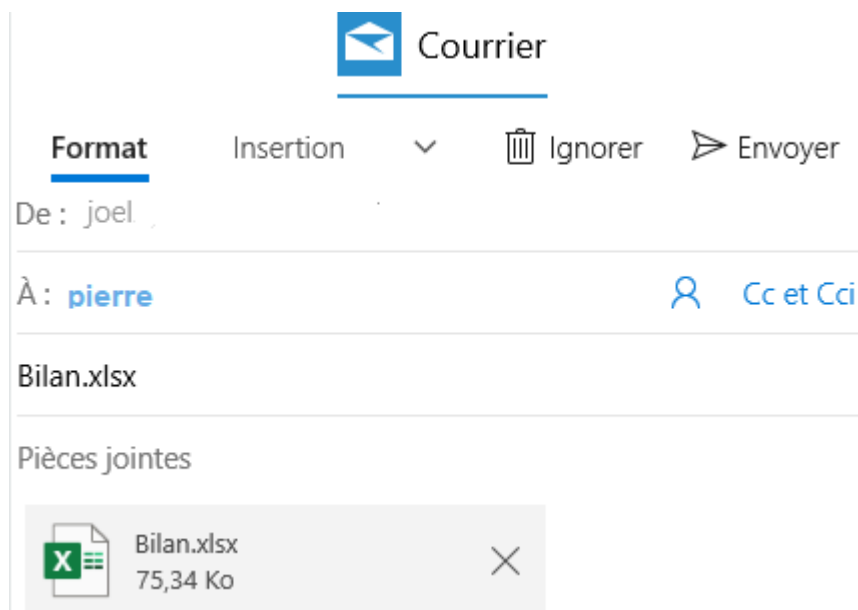 Courrier
Format Insertion Ignorer Envoyer
De : joel
À : pierre Cc et Cci
Bilan.xlsx
Pièces jointes
Bilan.xlsx
75,34 Ko